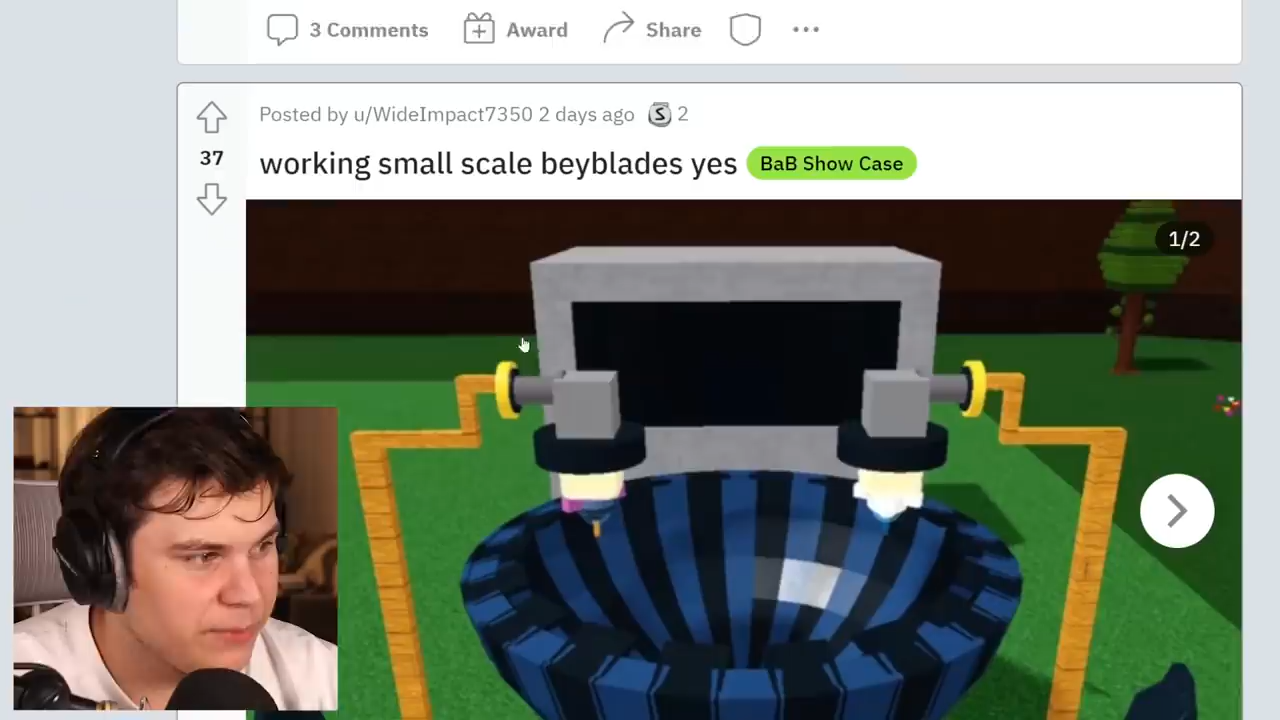 3 Comments Award Share
Posted by u/WideImpact7350 2 days ago S 2
37
working small scale beyblades yes BaB Show Case
1/2